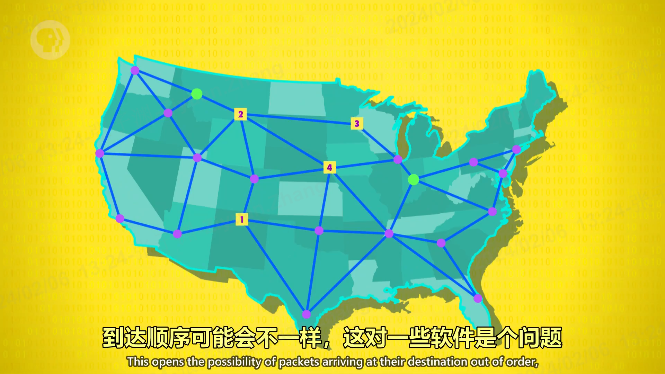 2
3
4
1
到达顺序可能会不一样，这对一些软件是个问题
This opens the possibility of packets arriving at their destination out of order,